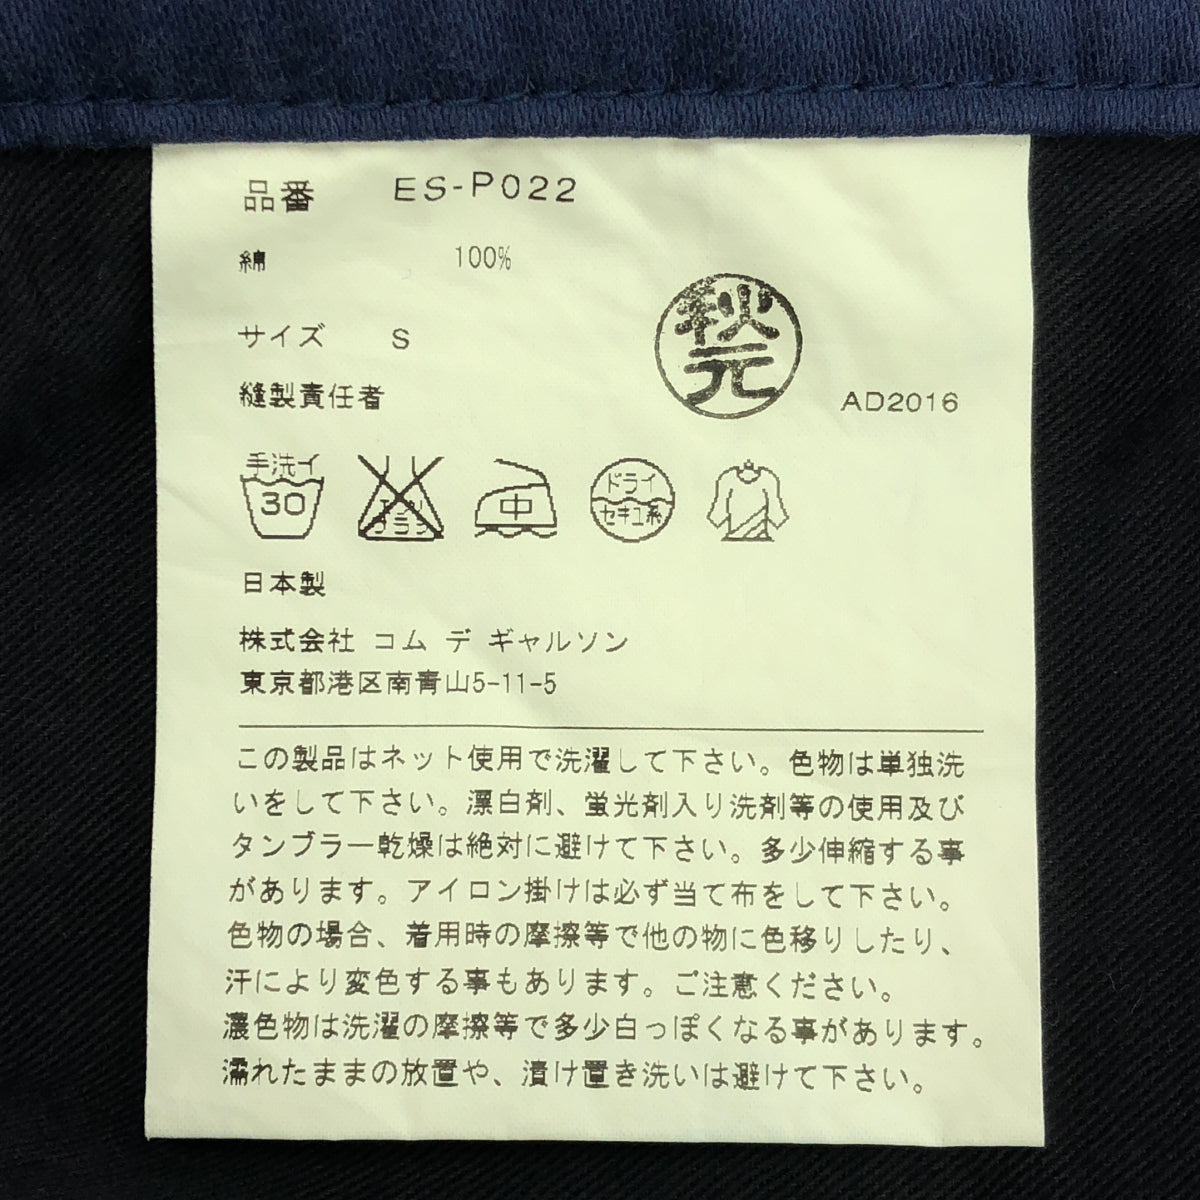 品番 ES-P022
綿 100%
サイズ S
秋元
縫製責任者 AD2016
手洗イ
30
エンソ
フラシ
中
ドライ
セキユ系
日本製
株式会社 コム デ ギャルソン
東京都港区南青山5-11-5
この製品はネット使用で洗濯して下さい。色物は単独洗
いをして下さい。漂白剤、蛍光剤入り洗剤等の使用及び
タンブラー乾燥は絶対に避けて下さい。多少伸縮する事
があります。アイロン掛けは必ず当て布をして下さい。
色物の場合、着用時の摩擦等で他の物に色移りしたり、
汗により変色する事もあります。ご注意ください。
濃色物は洗濯の摩擦等で多少白っぽくなる事があります。
濡れたままの放置や、漬け置き洗いは避けて下さい。